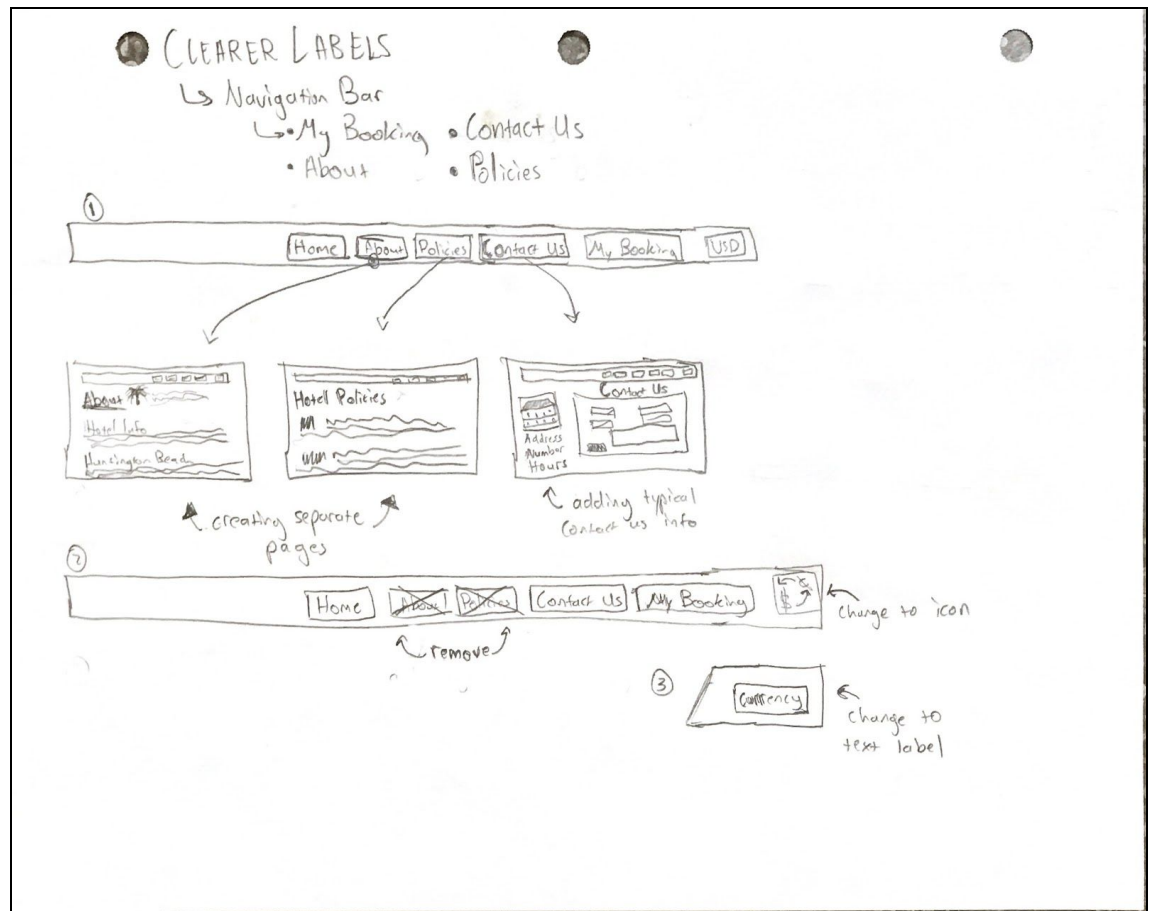 CLEARER LABELS
↳ Navigation Bar
↳ • My Booking • Contact Us
• About • Policies
①
Home About Policies Contact Us My Booking USD
About
Hotel Info
Hunington Beach
Hotell Policies
Contact Us
Address
Number
Hours
creating separate
pages
adding typical
contact us info
②
Home About Policies Contact Us My Booking
remove
change to icon
③
Currency
change to
text label